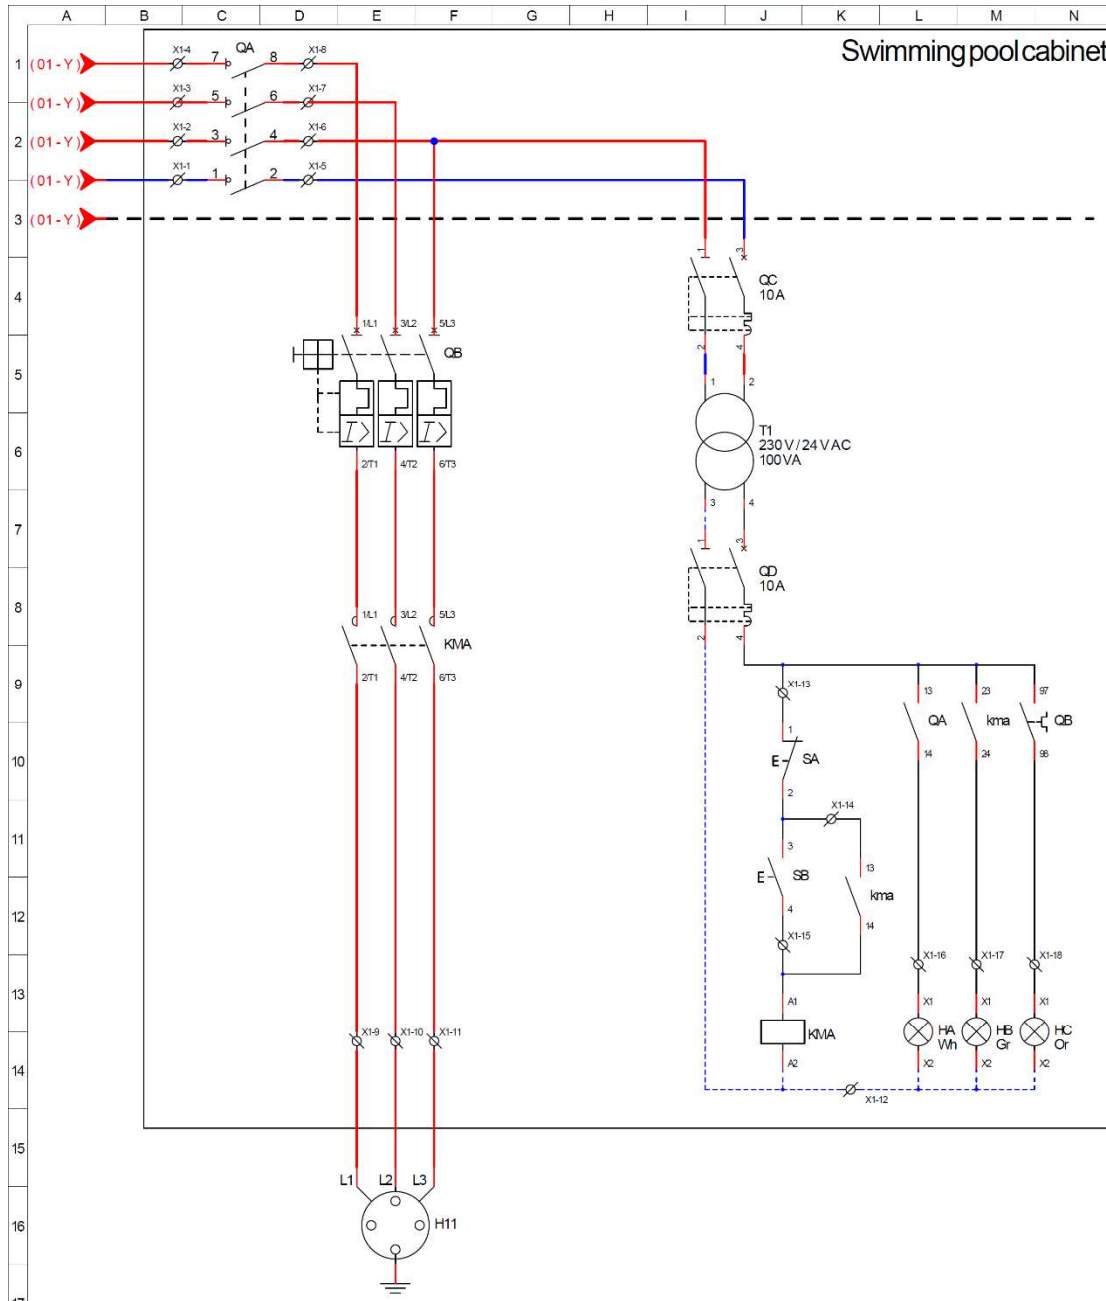 A B C D E F G H I J K L M N
Swimming pool cabinet
1 (01-Y) X1-4 7 QA 8 X1-8
(01-Y) X1-3 5 6 X1-7
2 (01-Y) X1-2 3 4 X1-6
(01-Y) X1-1 1 2 X1-5
3 (01-Y)
1 3
4 QC
10A
1/L1 3/L2 5/L3
QB 2 4
5 1 2
T1
230 V / 24 V AC
100VA
I> I> I>
6
2/T1 4/T2 6/T3
3 4
7 1 3
QD
10A
8 1/L1 3/L2 5/L3
KMA 2 4
2/T1 4/T2 6/T3
9 X1-13 13 23 97
1 QA kma QB
14 24 98
10 E SA
2
X1-14
11 3
13
E SB
kma
12 4 14
X1-15
X1-16 X1-17 X1-18
13 A1 X1 X1 X1
X1-9 X1-10 X1-11
KMA HA HB HC
Wh Gr Or
14 A2 X2 X2 X2
X1-12
15
L1 L2 L3
16 H11
17